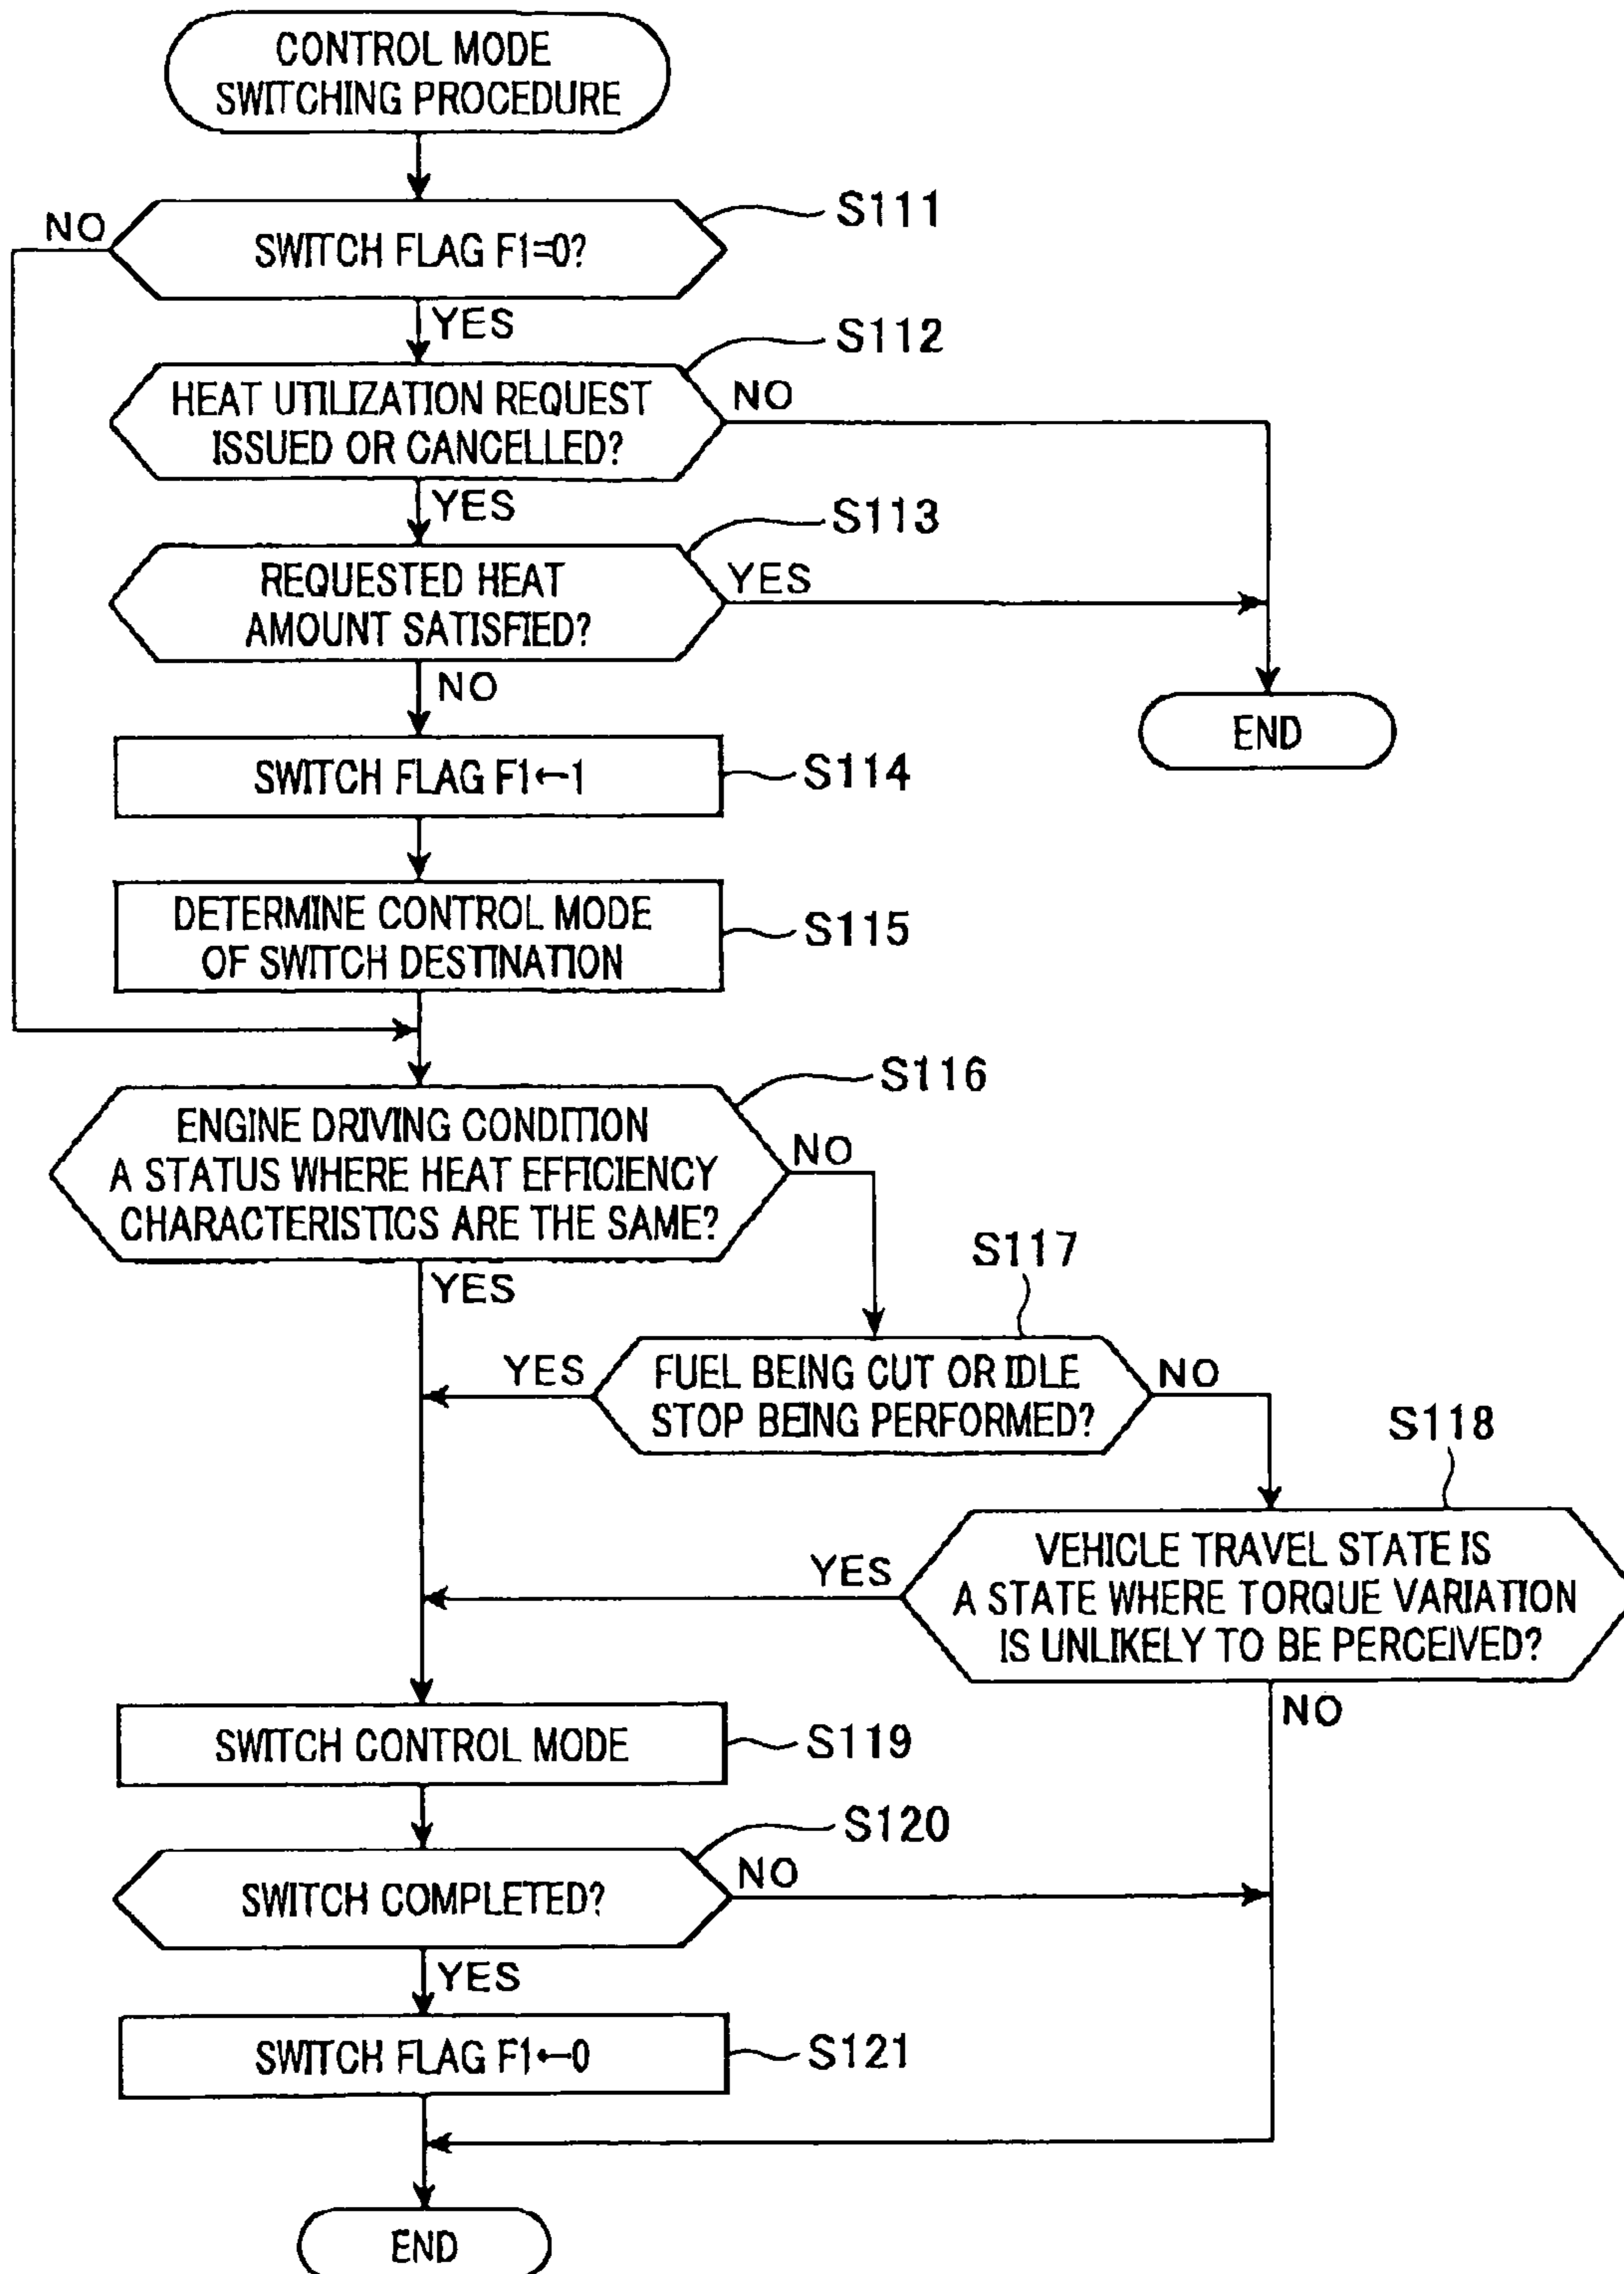 CONTROL MODE
SWITCHING PROCEDURE
S111
NO
SWITCH FLAG F1=0?
YES
S112
HEAT UTILIZATION REQUEST
ISSUED OR CANCELLED?
NO
YES
S113
REQUESTED HEAT
AMOUNT SATISFIED?
YES
NO
END
SWITCH FLAG F1←1
S114
DETERMINE CONTROL MODE
OF SWITCH DESTINATION
S115
S116
ENGINE DRIVING CONDITION
A STATUS WHERE HEAT EFFICIENCY
CHARACTERISTICS ARE THE SAME?
NO
YES
S117
FUEL BEING CUT OR IDLE
STOP BEING PERFORMED?
YES
NO
S118
VEHICLE TRAVEL STATE IS
A STATE WHERE TORQUE VARIATION
IS UNLIKELY TO BE PERCEIVED?
YES
NO
SWITCH CONTROL MODE
S119
S120
SWITCH COMPLETED?
NO
YES
SWITCH FLAG F1←0
S121
END